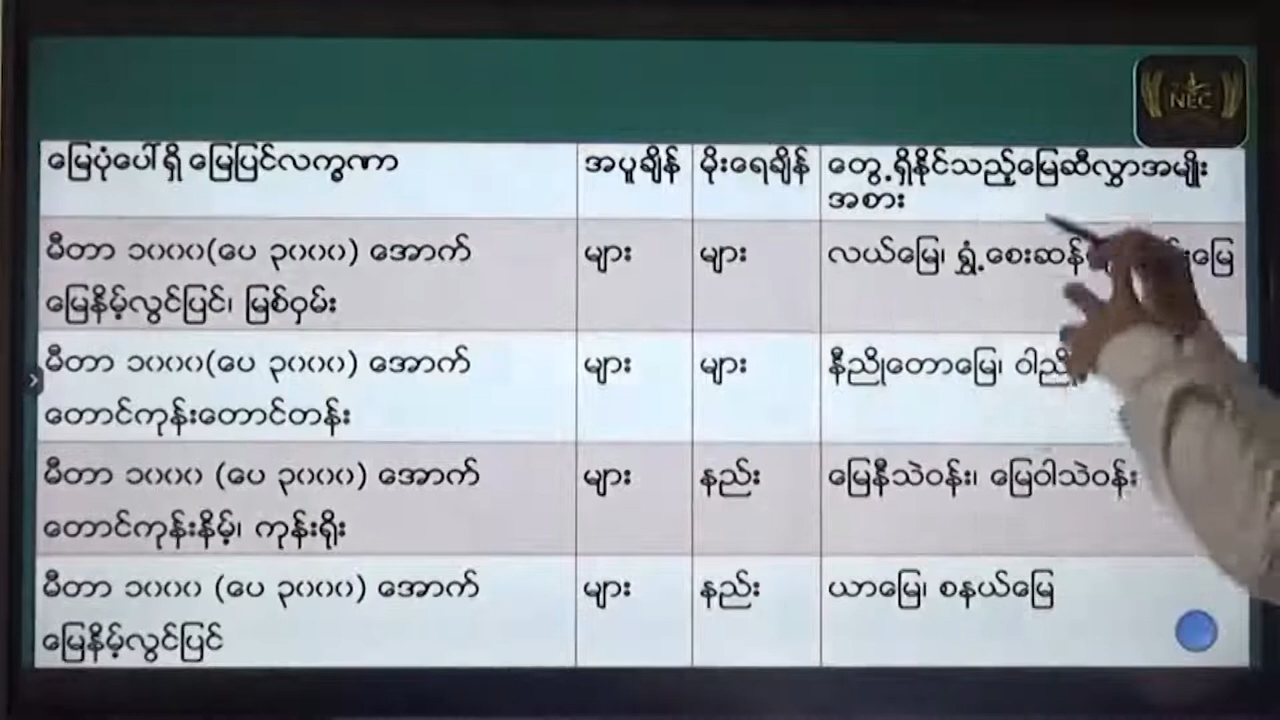 NEC
မြေပုံပေါ်ရှိ မြေပြင်လက္ခဏာ
အပူချိန်
မိုးရေချိန်
တွေ့ရှိနိုင်သည့်မြေဆီလွှာအမျိုး
အစား
မီတာ ၁၀၀၀(ပေ ၃၀၀၀) အောက်
မြေနိမ့်လွင်ပြင်၊ မြစ်ဝှမ်း
များ
များ
လယ်မြေ၊ ရွှံ့စေးဆန်
မီတာ ၁၀၀၀(ပေ ၃၀၀၀) အောက်
တောင်ကုန်းတောင်တန်း
များ
များ
နီညိုတောမြေ၊
မီတာ ၁၀၀၀ (ပေ ၃၀၀၀) အောက်
တောင်ကုန်းနိမ့်၊ ကုန်းရိုး
များ
နည်း
မြေနီသဲဝန်း၊ မြေဝါသဲဝန်း
မီတာ ၁၀၀၀ (ပေ ၃၀၀၀) အောက်
မြေနိမ့်လွင်ပြင်
များ
နည်း
ယာမြေ၊ စနယ်မြေ